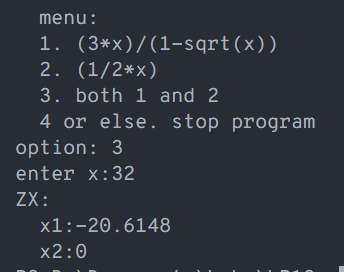 menu:
1. (3*x)/(1-sqrt(x))
2. (1/2*x)
3. both 1 and 2
4 or else. stop program
option: 3
enter x:32
ZX:
x1:-20.6148
x2:0